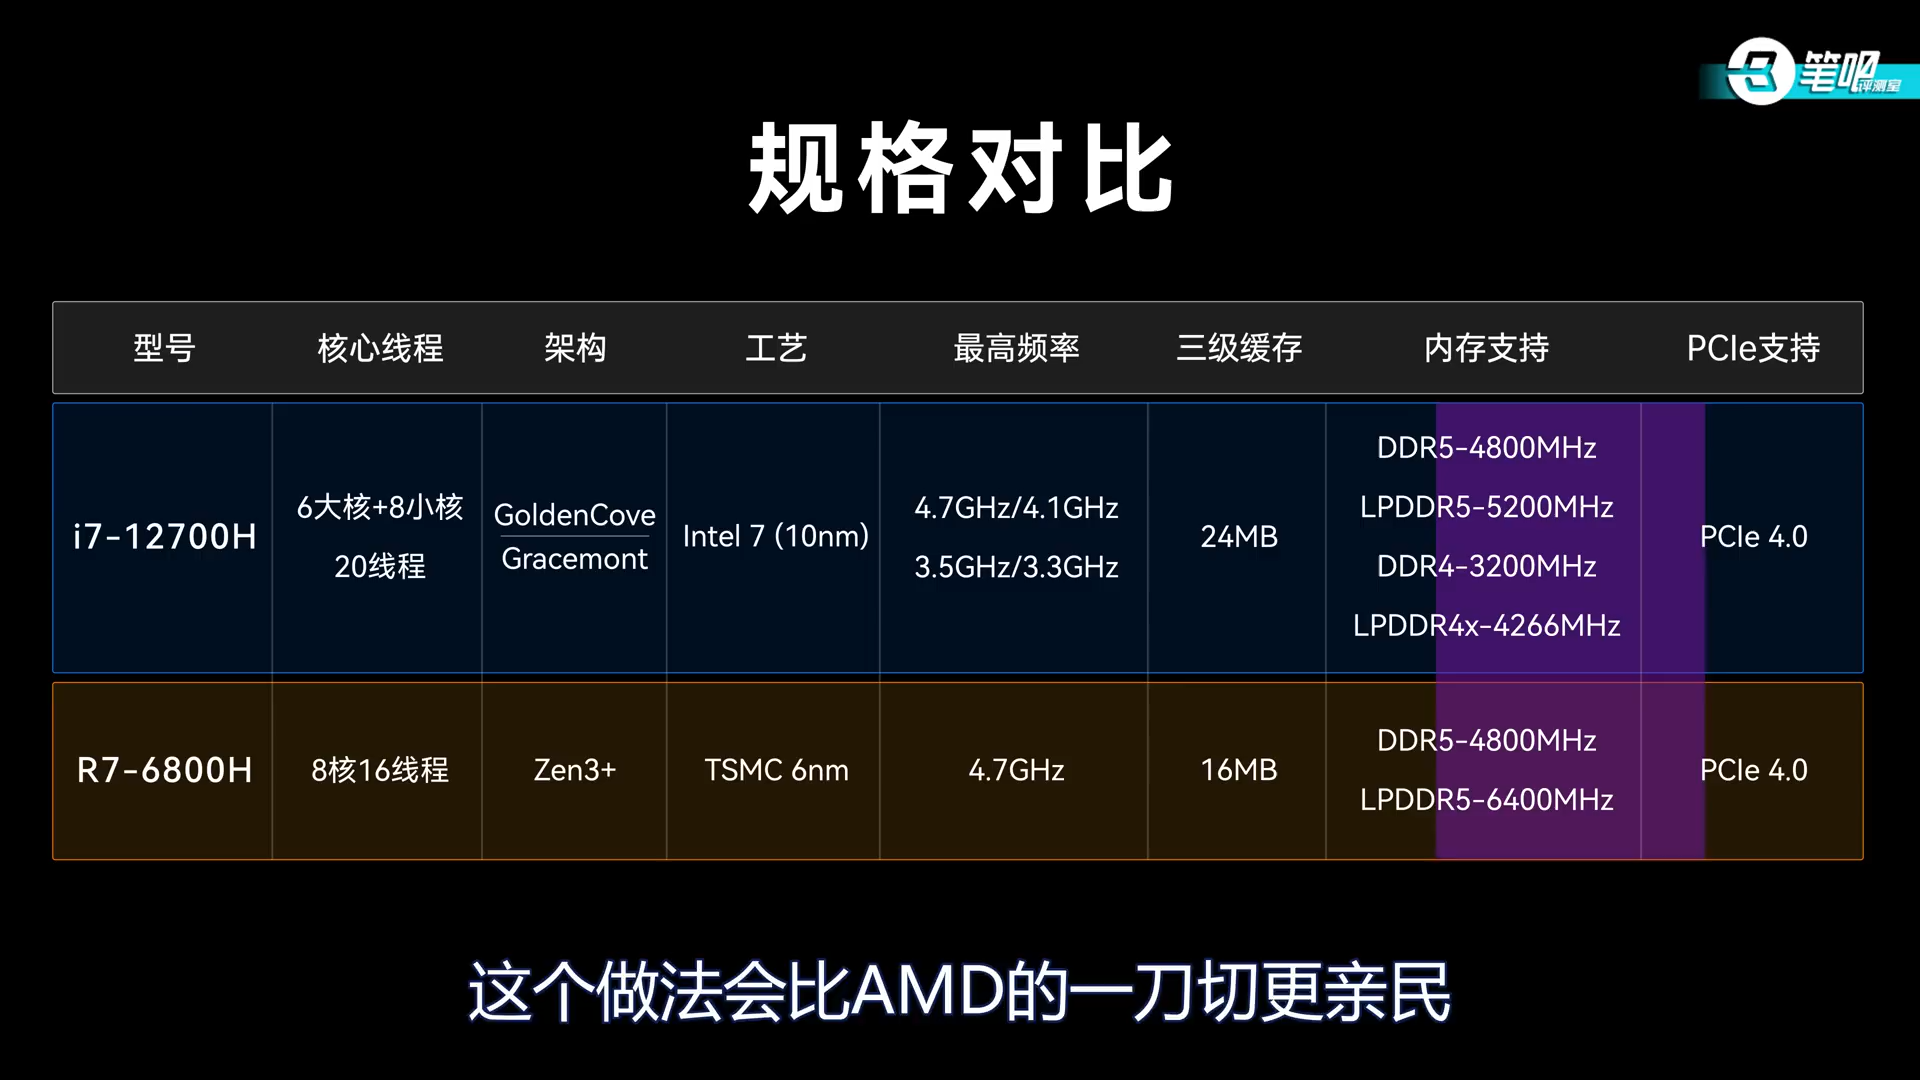 笔吧评测室
规格对比
型号 核心线程 架构 工艺 最高频率 三级缓存 内存支持 PCIe支持
i7-12700H
6大核+8小核
20线程
GoldenCove
Gracemont
Intel 7 (10nm)
4.7GHz/4.1GHz
3.5GHz/3.3GHz
24MB
DDR5-4800MHz
LPDDR5-5200MHz
DDR4-3200MHz
LPDDR4x-4266MHz
PCIe 4.0
R7-6800H
8核16线程
Zen3+
TSMC 6nm
4.7GHz
16MB
DDR5-4800MHz
LPDDR5-6400MHz
PCIe 4.0
这个做法会比AMD的一刀切更亲民